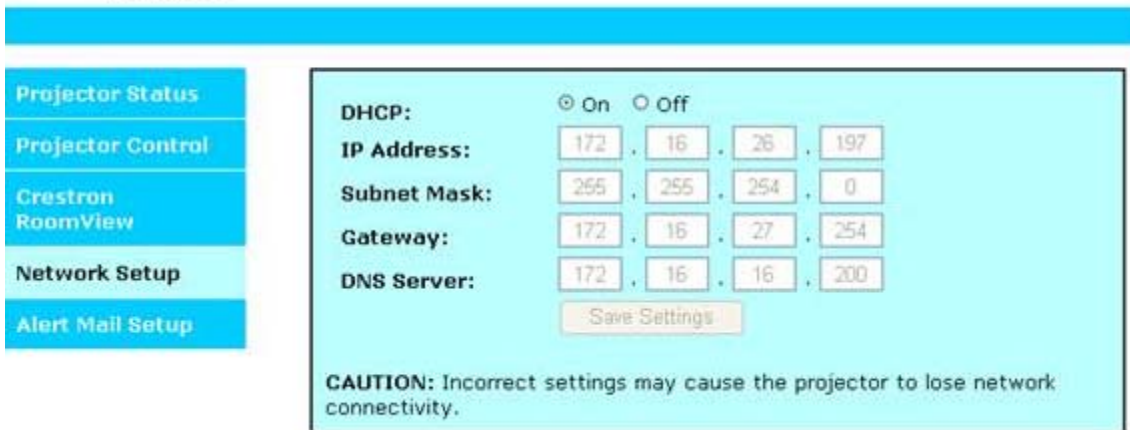 Projector Status
Projector Control
Crestron
RoomView
Network Setup
Alert Mail Setup
DHCP: On Off
IP Address: 172 . 16 . 26 . 197
Subnet Mask: 255 . 255 . 254 . 0
Gateway: 172 . 16 . 27 . 254
DNS Server: 172 . 16 . 16 . 200
Save Settings
CAUTION: Incorrect settings may cause the projector to lose network
connectivity.